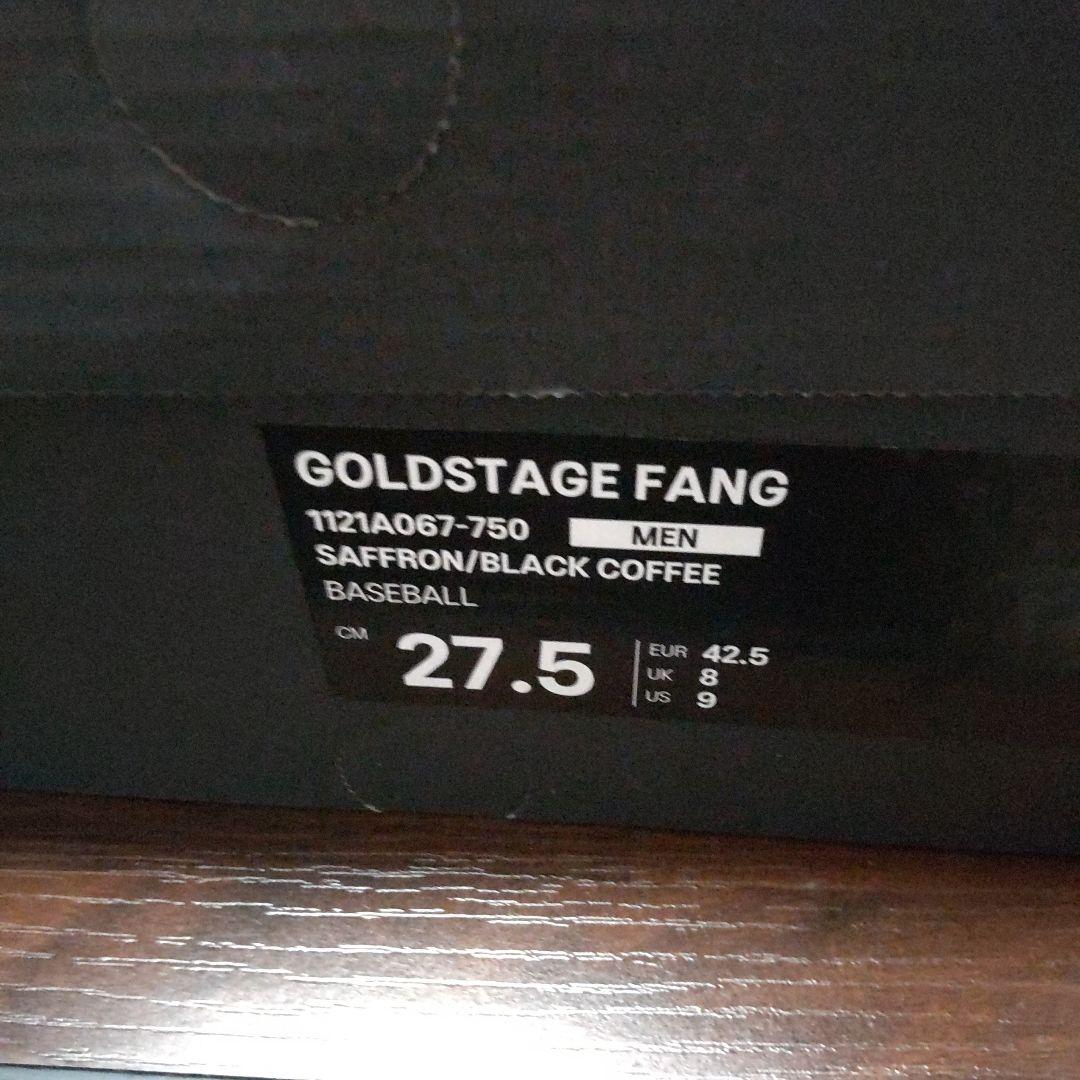 GOLDSTAGE FANG
1121A067-750 MEN
SAFFRON/BLACK COFFEE
BASEBALL
CM 27.5
EUR 42.5
UK 8
US 9